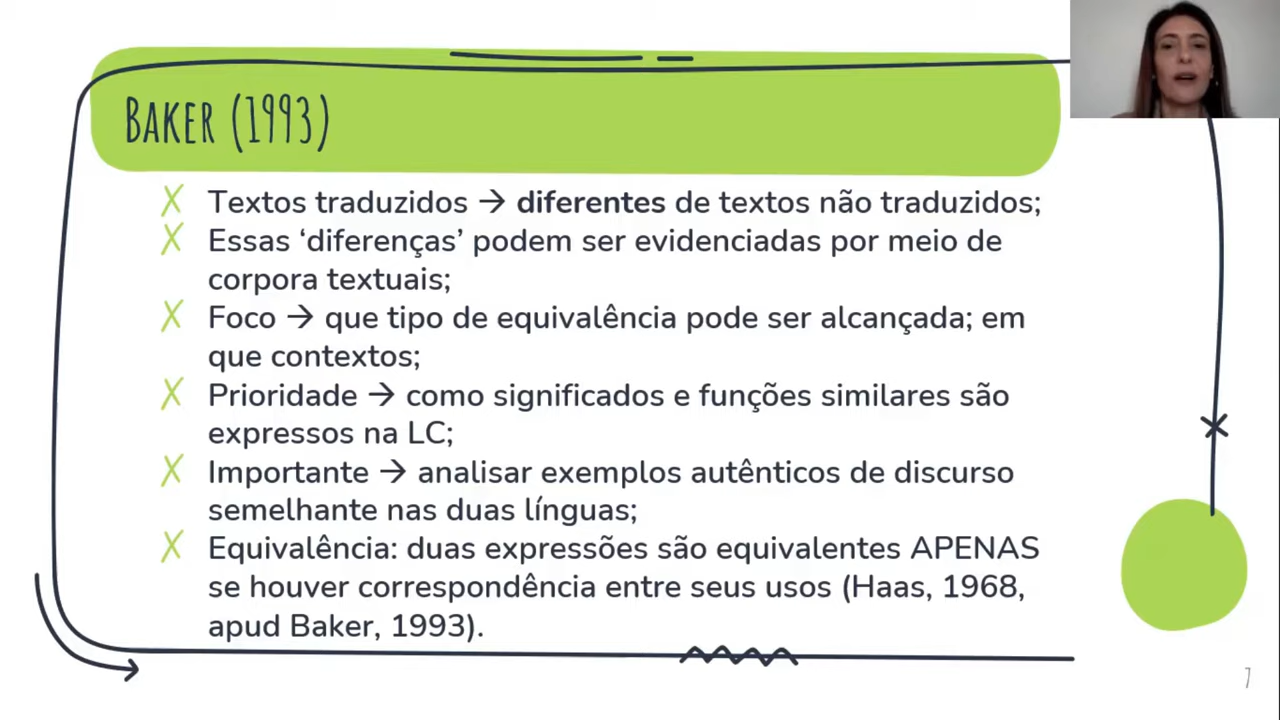 BAKER (1993)
Textos traduzidos → diferentes de textos não traduzidos;
Essas ‘diferenças’ podem ser evidenciadas por meio de
corpora textuais;
Foco → que tipo de equivalência pode ser alcançada; em
que contextos;
Prioridade → como significados e funções similares são
expressos na LC;
Importante → analisar exemplos autênticos de discurso
semelhante nas duas línguas;
Equivalência: duas expressões são equivalentes APENAS
se houver correspondência entre seus usos (Haas, 1968,
apud Baker, 1993).
7